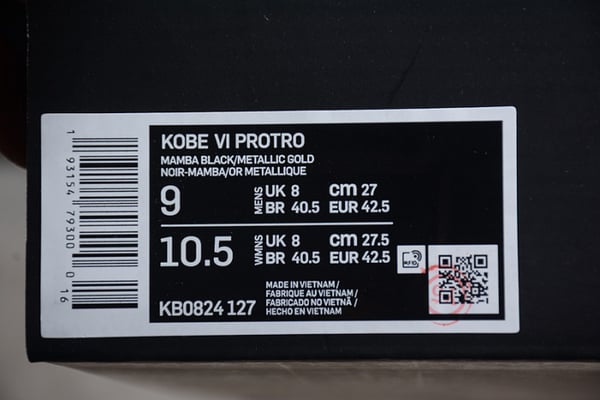 KOBE VI PROTRO
MAMBA BLACK/METALLIC GOLD
NOIR-MAMBA/OR METALLIQUE
9 MENS UK 8 cm 27
BR 40.5 EUR 42.5
10.5 WMNS UK 8 cm 27.5
BR 40.5 EUR 42.5
KB0824 127
MADE IN VIETNAM /
FABRIQUE AU VIETNAM /
FABRICADO NO VIETNÃ /
HECHO EN VIETNAM
RFID
1 93154 79300 0 16